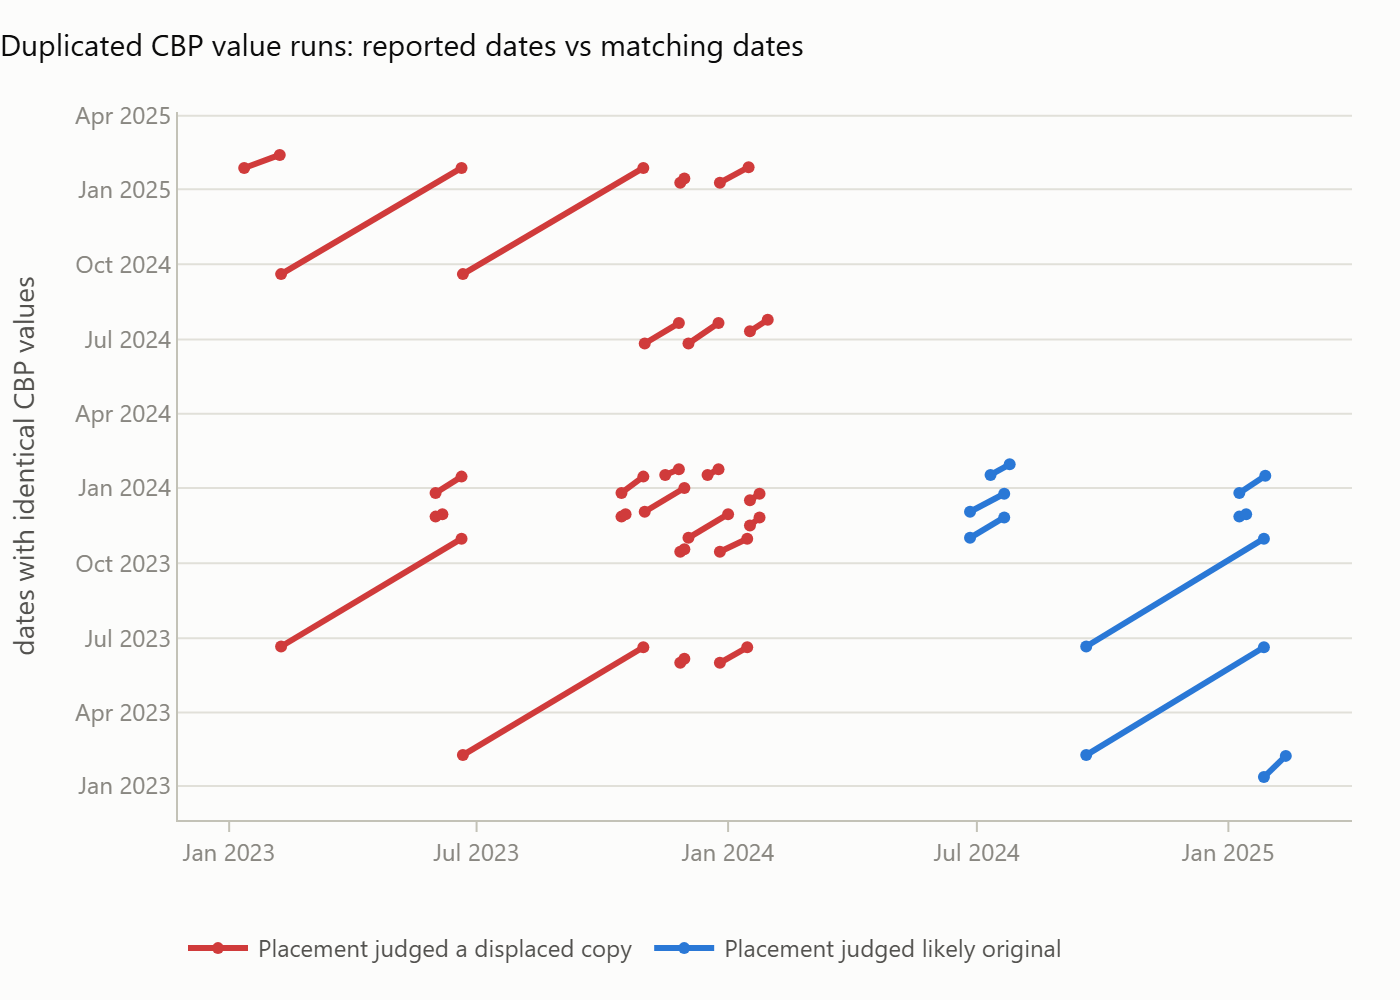 Duplicated CBP value runs: reported dates vs matching dates
dates with identical CBP values
Apr 2025
Jan 2025
Oct 2024
Jul 2024
Apr 2024
Jan 2024
Oct 2023
Jul 2023
Apr 2023
Jan 2023
Jan 2023
Jul 2023
Jan 2024
Jul 2024
Jan 2025
Placement judged a displaced copy
Placement judged likely original